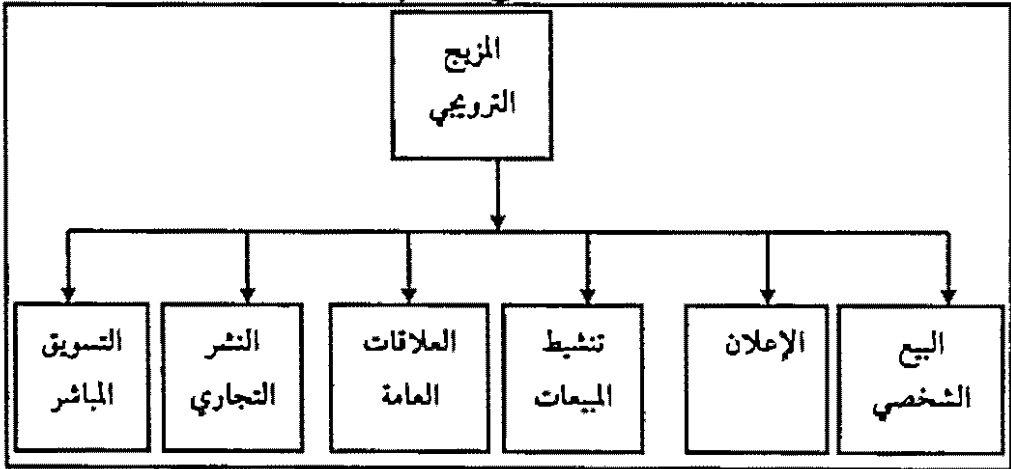 المزيج
الترويجي
البيع
الشخصي
الإعلان
تنشيط
المبيعات
العلاقات
العامة
النشر
التجاري
التسويق
المباشر